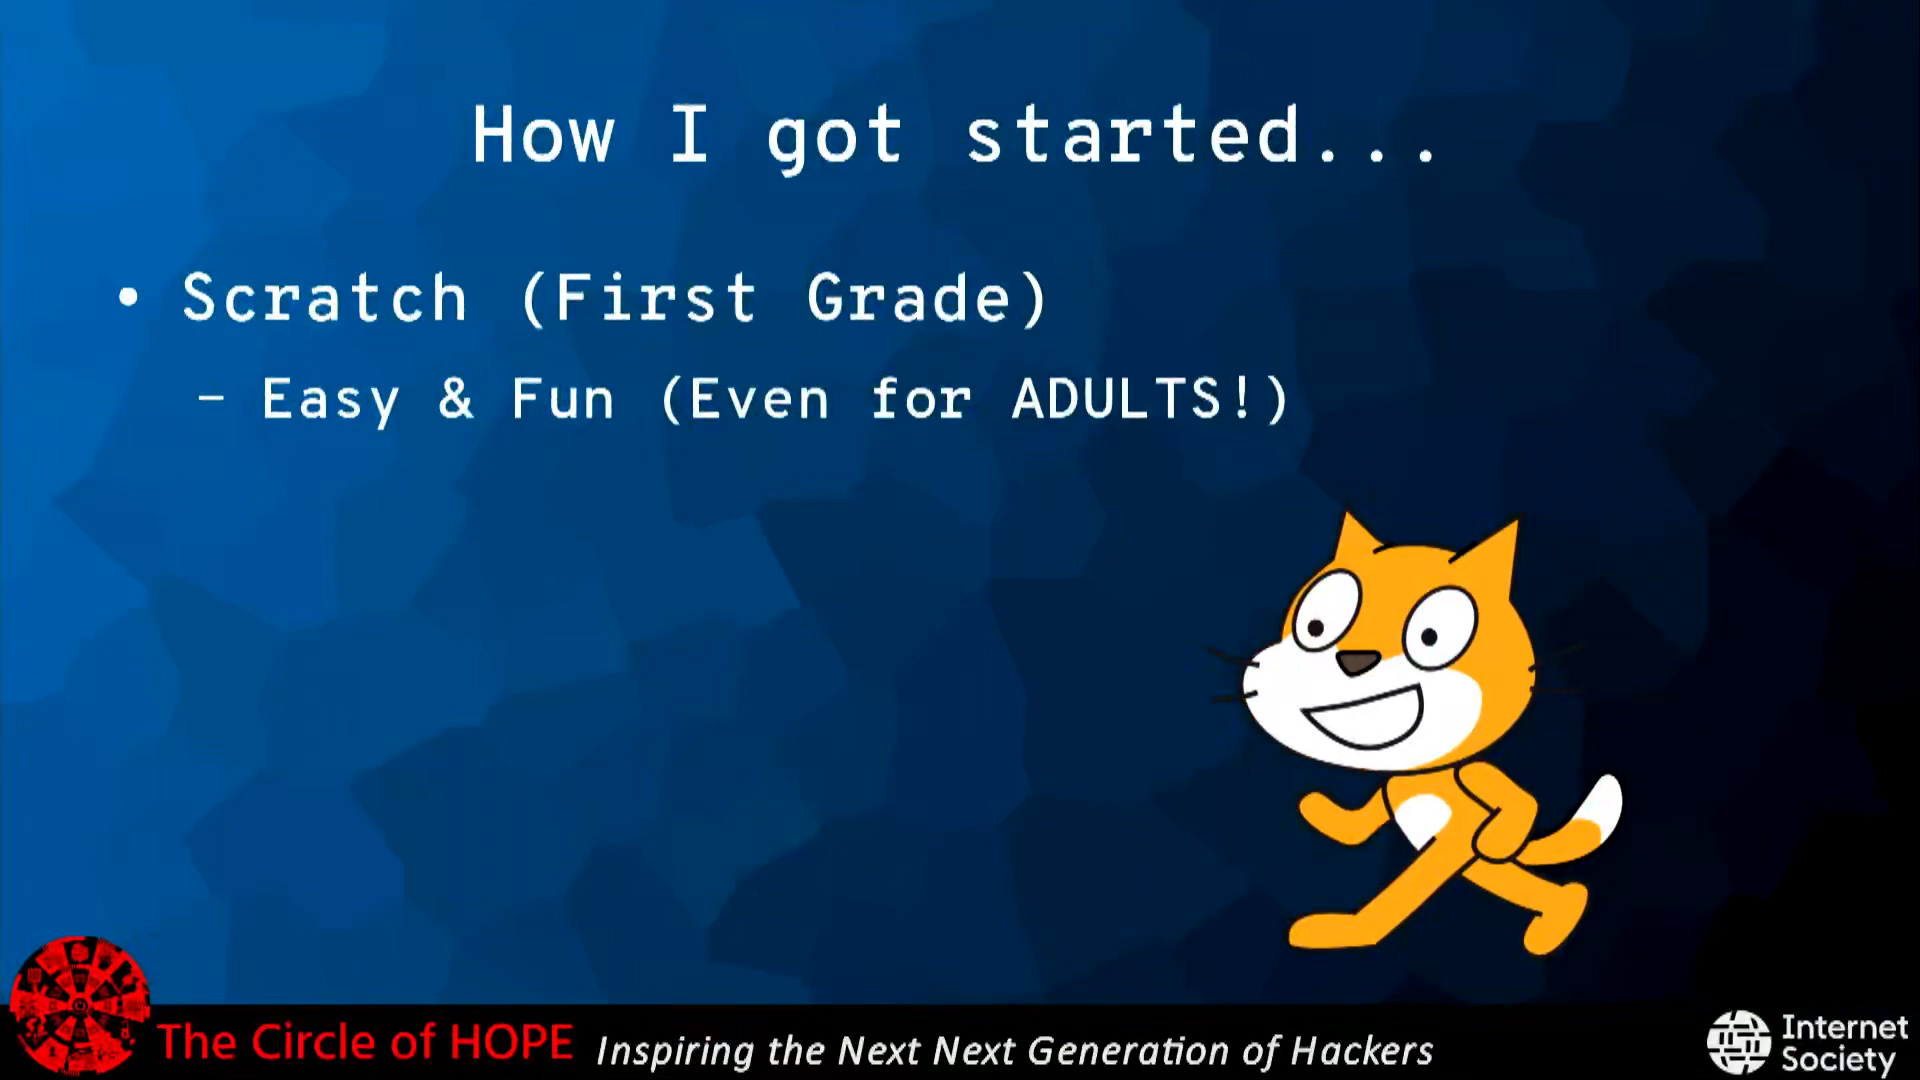 How I got started...
• Scratch (First Grade)
– Easy & Fun (Even for ADULTS!)
The Circle of HOPE
Inspiring the Next Next Generation of Hackers
Internet
Society